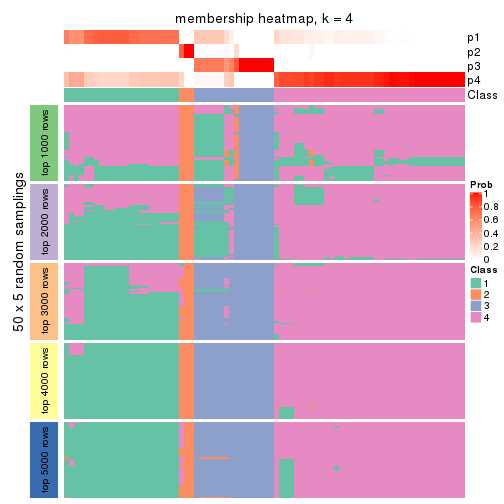 membership heatmap, k = 4
p1
p2
p3
p4
Class
50 x 5 random samplings
top 1000 rows
top 2000 rows
top 3000 rows
top 4000 rows
top 5000 rows
Prob
1
0.8
0.6
0.4
0.2
0
Class
1
2
3
4